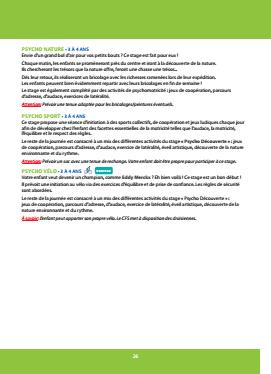 PSYCHO NATURE • 3 À 4 ANS
Envie d'un grand bol d'air pour vos petits bouts ? Ce stage est fait pour eux !
Chaque matin, les enfants se promèneront près du centre et iront à la découverte de la nature.
Ils chercheront les trésors que la nature offre, feront une chasse une trésor...
Dès leur retour, ils réaliseront un bricolage avec les richesses ramenées lors de leur expédition.
Les enfants peuvent bien évidemment repartir avec leurs bricolages en fin de semaine !
Le stage est également complété par des activités de psychomotricité : jeux de coopération, parcours
d'adresse, d'audace, exercices de latéralité.
Attention: Prévoir une tenue adaptée pour les bricolages/peintures éventuels.
PSYCHO SPORT • 3 À 4 ANS
Ce stage propose une séance d'initiation à des sports collectifs, de coopération et jeux ludiques chaque jour
afin de développer chez l'enfant des facettes essentielles de la motricité telles que l'audace, la motricité,
l'équilibre et le respect des règles.
Le reste de la journée est consacré à un mix des différentes activités du stage « Psycho Découverte » : jeux
de coopération, parcours d'adresse, d'audace, exercice de latéralité, éveil artistique, découverte de la nature
environnante et du rythme.
Attention: Prévoir un sac avec une tenue de rechange. Votre enfant doit être propre pour participer à ce stage.
PSYCHO VÉLO • 3 À 4 ANS
Votre enfant veut devenir un champion, comme Eddy Merckx ? Eh bien voilà ! Ce stage est un bon début !
Il prévoit une initiation au vélo via des exercices d'équilibre et de prise de confiance. Les règles de sécurité
sont abordées.
Le reste de la journée est consacré à un mix des différentes activités du stage « Psycho Découverte » :
jeux de coopération, parcours d'adresse, d'audace, exercice de latéralité, éveil artistique, découverte de la
nature environnante et du rythme.
À savoir: L'enfant peut apporter son propre vélo. Le CFS met à disposition des draisiennes.
26